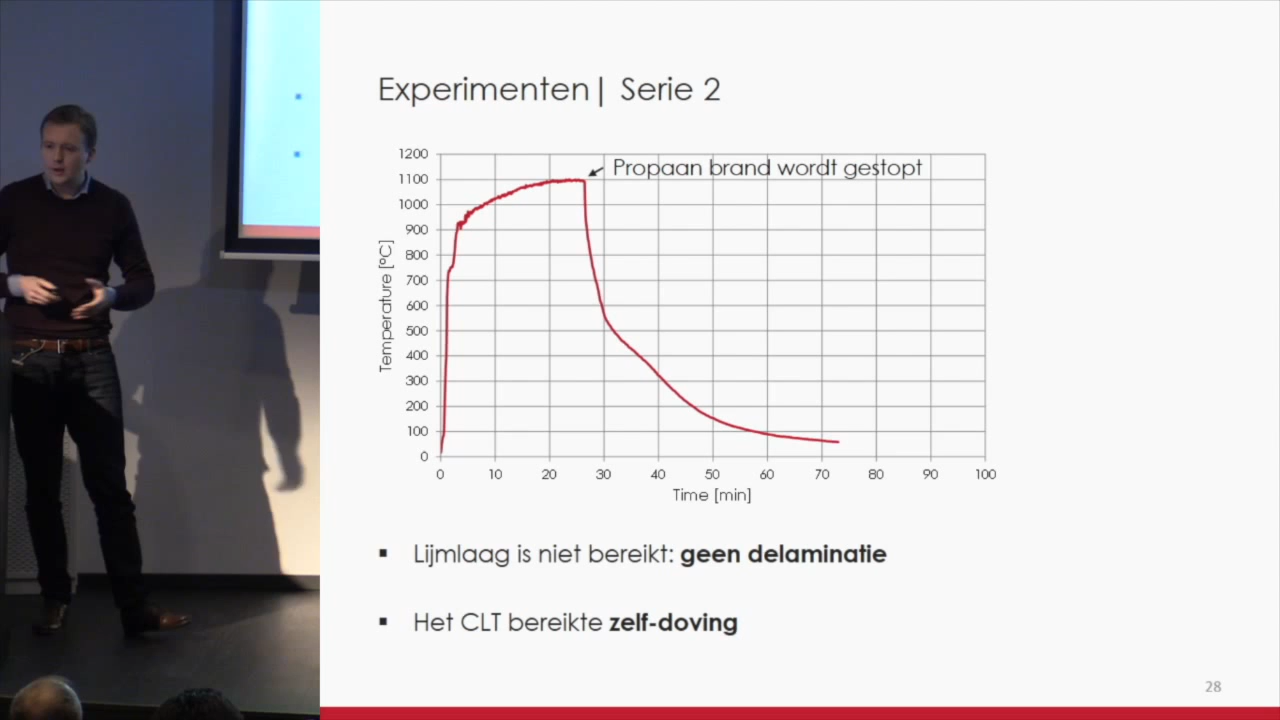 Experimenten| Serie 2
1200
1100
1000
900
800
700
600
500
400
300
200
100
0
Temperature [°C]
Propaan brand wordt gestopt
0 10 20 30 40 50 60 70 80 90 100
Time [min]
▪ Lijmlaag is niet bereikt: geen delaminatie
▪ Het CLT bereikte zelf-doving
28